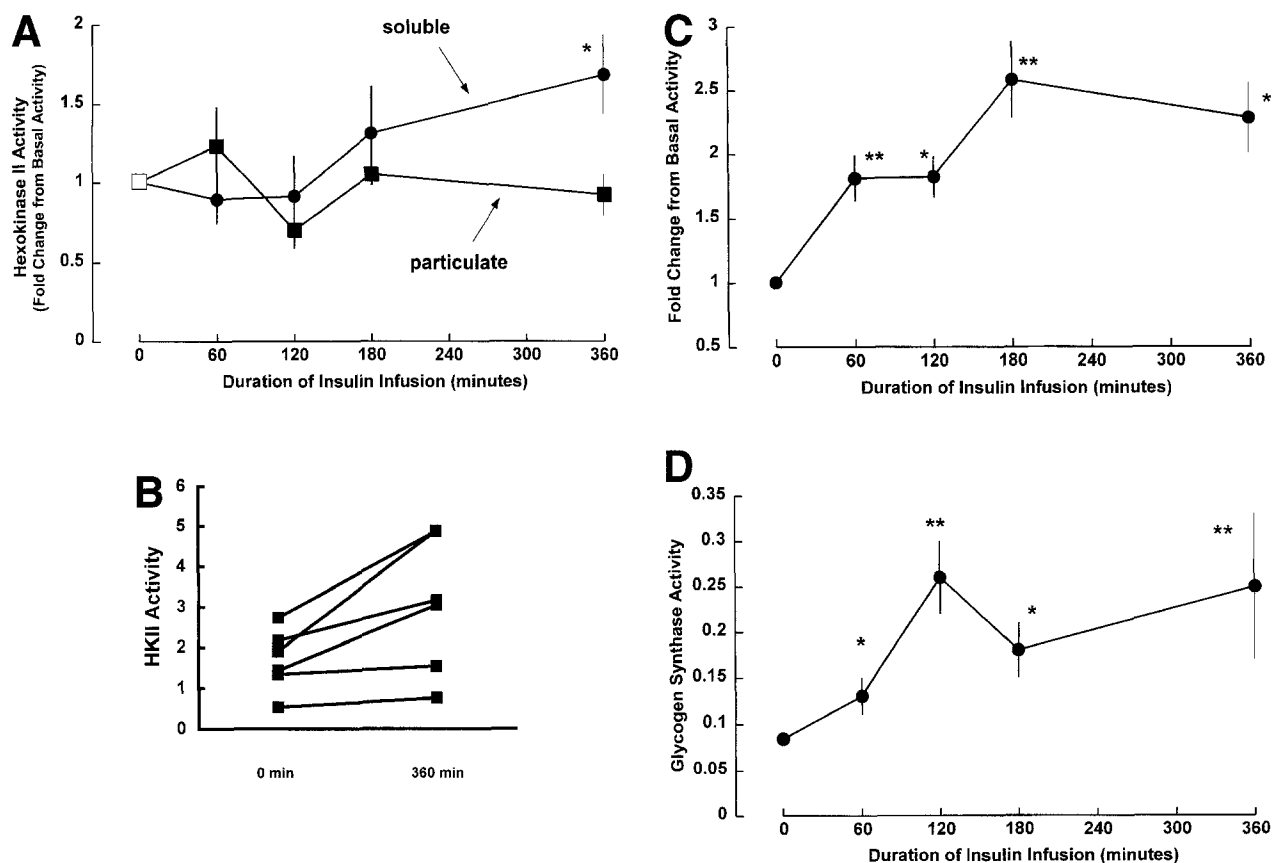 A
Hexokinase II Activity
(Fold Change from Basal Activity)
2
1.5
1
0.5
0
soluble
*
particulate
0 60 120 180 240 300 360
Duration of Insulin Infusion (minutes)
B
HKII Activity
6
5
4
3
2
1
0
0 min 360 min
C
Fold Change from Basal Activity
3
2.5
2
1.5
1
0.5
** * ** *
0 60 120 180 240 300 360
Duration of Insulin Infusion (minutes)
D
Glycogen Synthase Activity
0.35
0.3
0.25
0.2
0.15
0.1
0.05
0
* ** * **
0 60 120 180 240 300 360
Duration of Insulin Infusion (minutes)